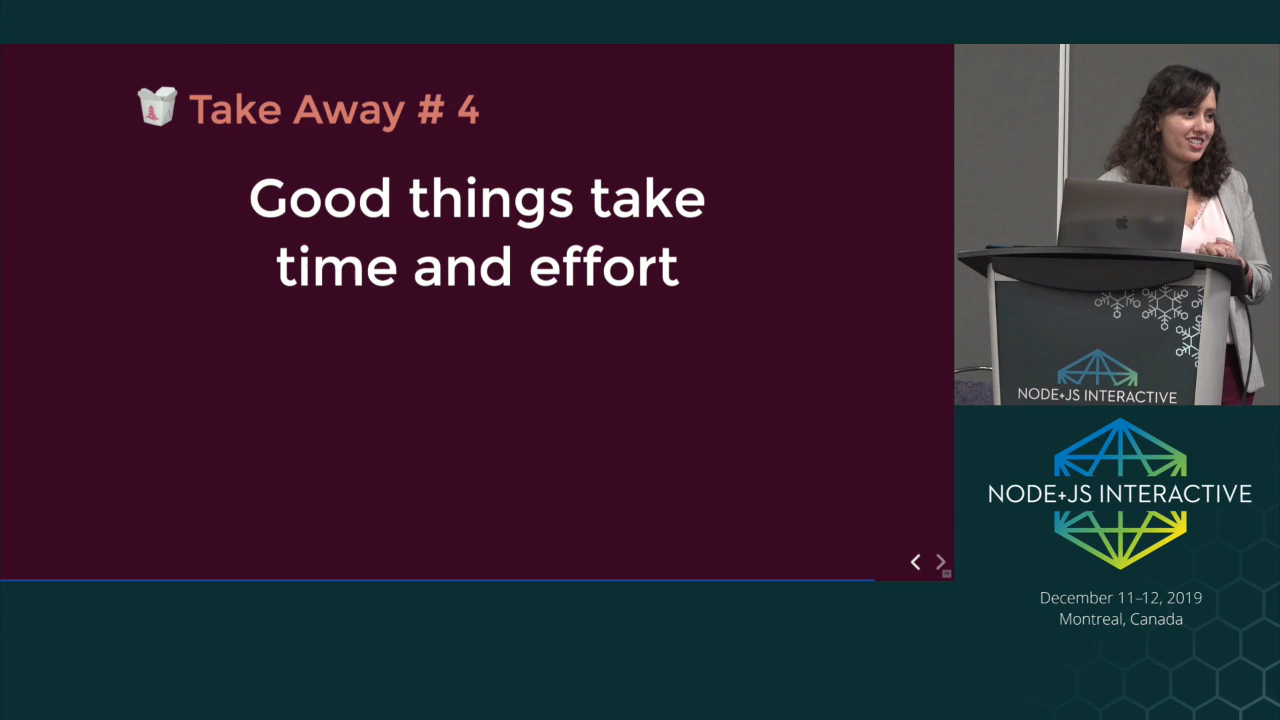 Take Away # 4
Good things take
time and effort
NODE+JS INTERACTIVE
NODE+JS INTERACTIVE
December 11–12, 2019
Montreal, Canada